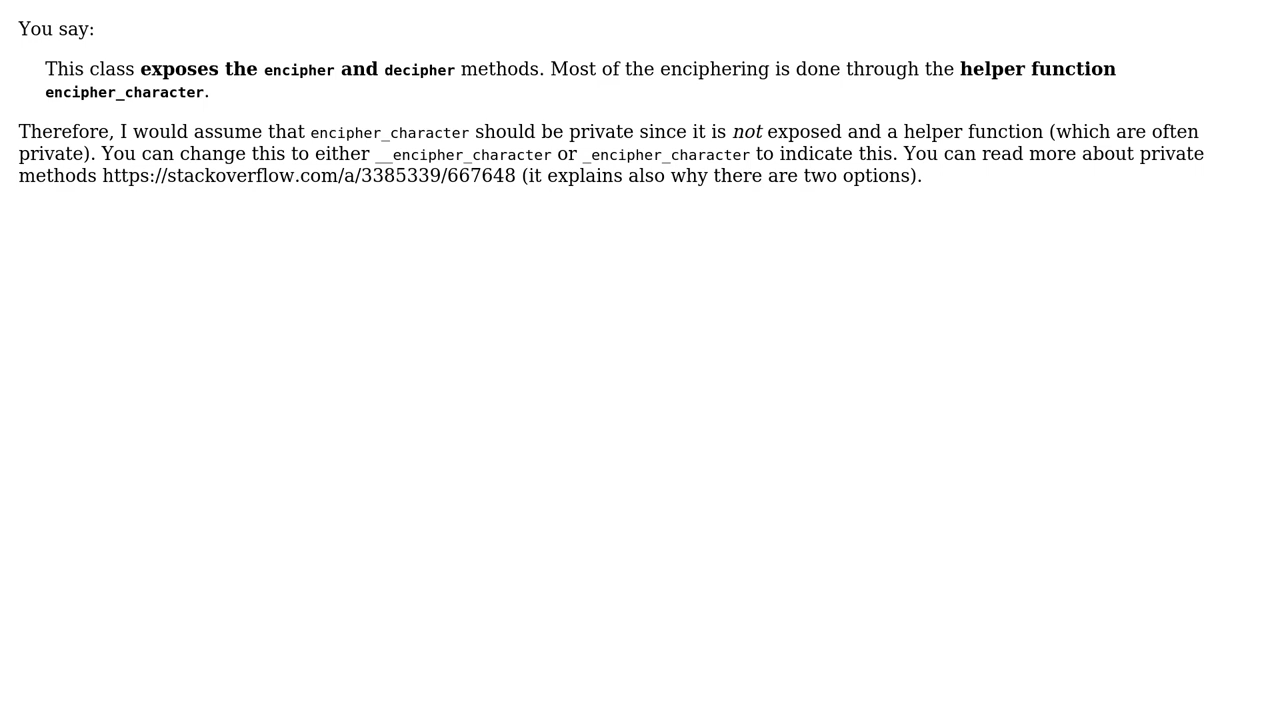 You say:
This class exposes the encipher and decipher methods. Most of the enciphering is done through the helper function
encipher_character.
Therefore, I would assume that encipher_character should be private since it is not exposed and a helper function (which are often
private). You can change this to either __encipher_character or _encipher_character to indicate this. You can read more about private
methods https://stackoverflow.com/a/3385339/667648 (it explains also why there are two options).